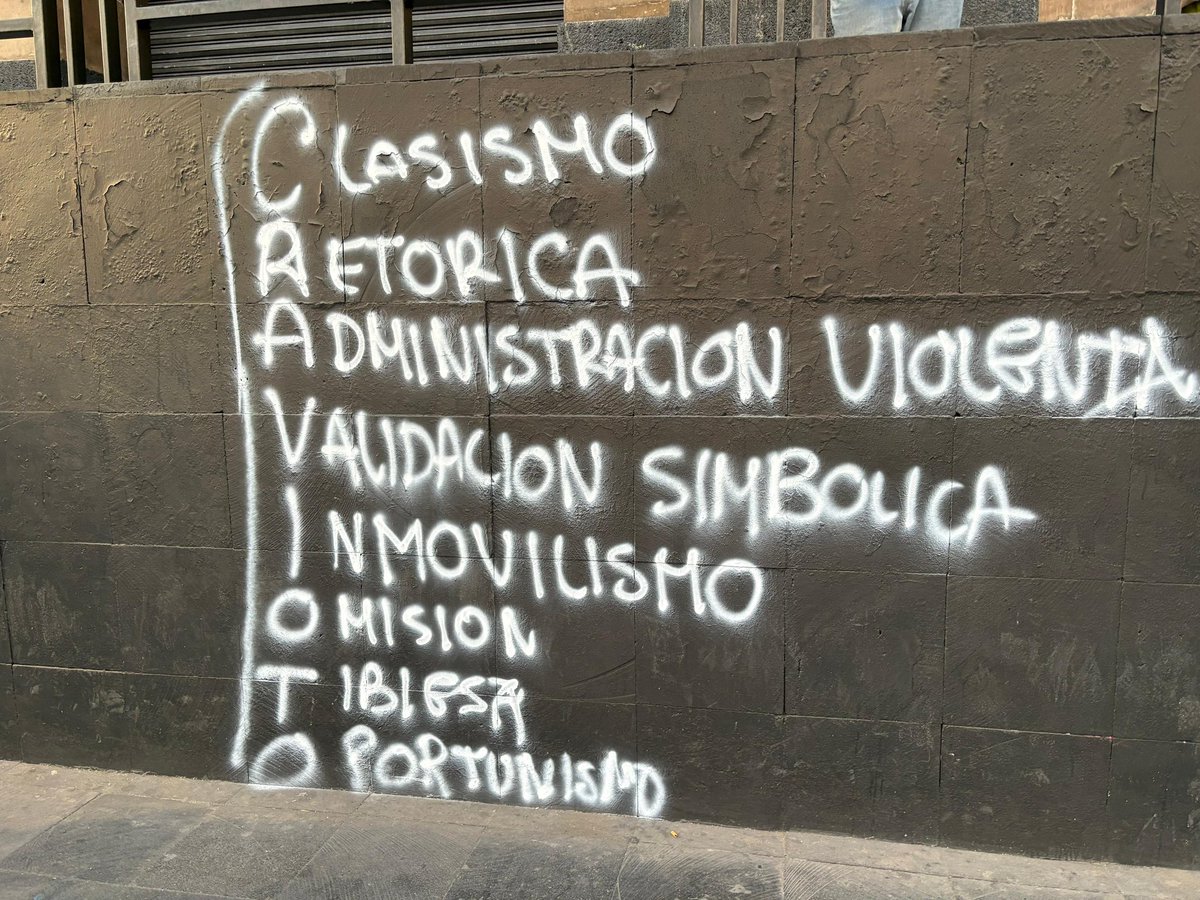 CLASISMO
RETORICA
ADMINISTRACION VIOLENTA
VALIDACION SIMBOLICA
INMOVILISMO
OMISION
TIBIESA
OPORTUNISMO